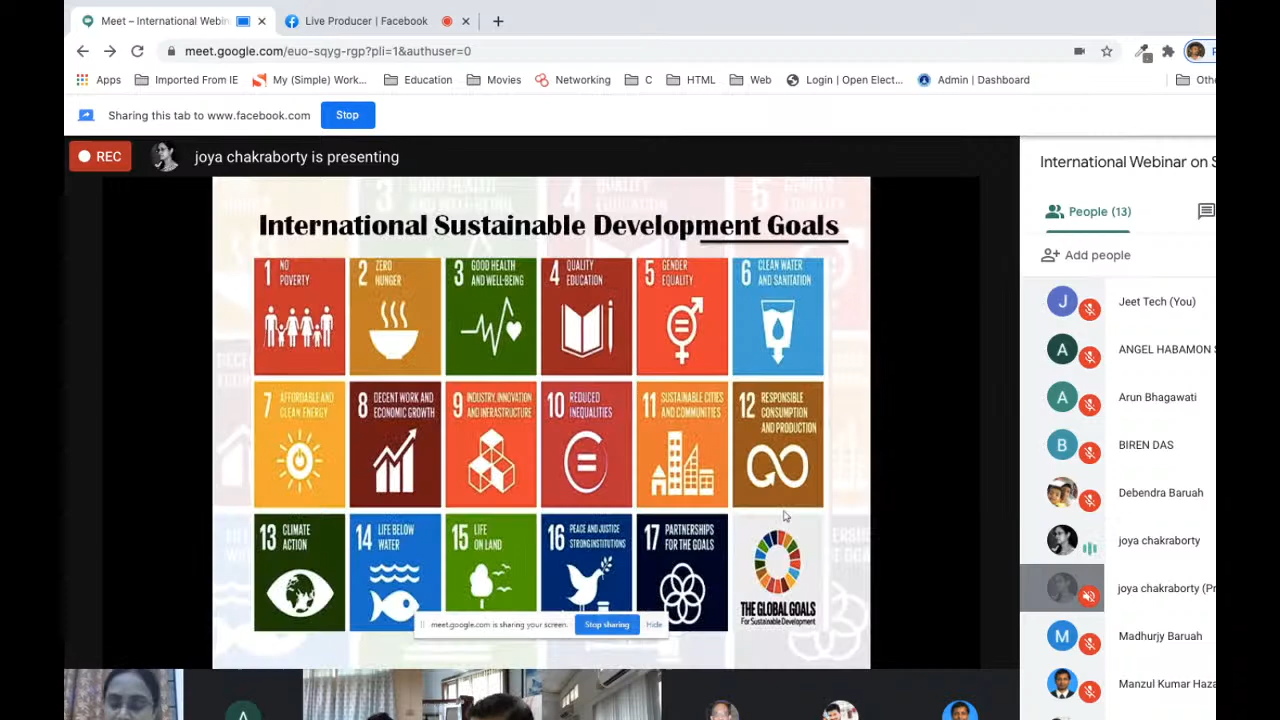 Meet – International Webin
Live Producer | Facebook
meet.google.com/euo-sqyg-rgp?pli=1&authuser=0
Apps
Imported From IE
My (Simple) Work...
Education
Movies
Networking
C
HTML
Web
Login | Open Elect...
Admin | Dashboard
Othe
Sharing this tab to www.facebook.com
Stop
REC
joya chakraborty is presenting
International Sustainable Development Goals
1 NO
POVERTY
2 ZERO
HUNGER
3 GOOD HEALTH
AND WELL-BEING
4 QUALITY
EDUCATION
5 GENDER
EQUALITY
6 CLEAN WATER
AND SANITATION
7 AFFORDABLE AND
CLEAN ENERGY
8 DECENT WORK AND
ECONOMIC GROWTH
9 INDUSTRY, INNOVATION
AND INFRASTRUCTURE
10 REDUCED
INEQUALITIES
11 SUSTAINABLE CITIES
AND COMMUNITIES
12 RESPONSIBLE
CONSUMPTION
AND PRODUCTION
13 CLIMATE
ACTION
14 LIFE BELOW
WATER
15 LIFE
ON LAND
16 PEACE AND JUSTICE
STRONG INSTITUTIONS
17 PARTNERSHIPS
FOR THE GOALS
THE GLOBAL GOALS
For Sustainable Development
meet.google.com is sharing your screen.
Stop sharing
Hide
International Webinar on S
People (13)
Add people
J
Jeet Tech (You)
A
ANGEL HABAMON S
A
Arun Bhagawati
B
BIREN DAS
Debendra Baruah
joya chakraborty
joya chakraborty (Pr
M
Madhurjy Baruah
Manzul Kumar Haza
A